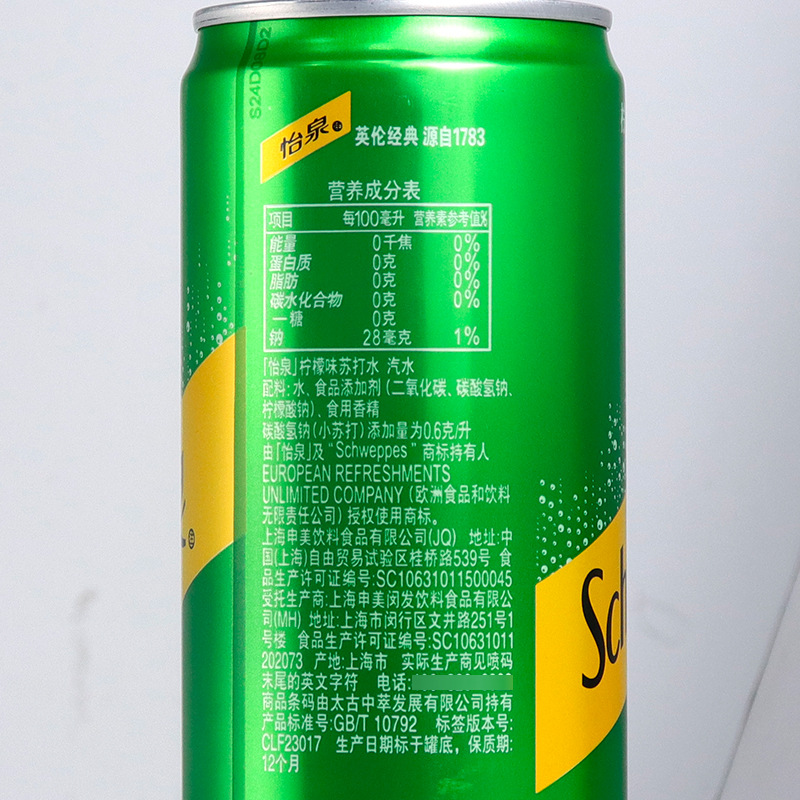 S24D08D2
怡泉
英伦经典 源自1783
营养成分表
项目 每100毫升 营养素参考值%
能量 0千焦 0%
蛋白质 0克 0%
脂肪 0克 0%
碳水化合物 0克 0%
一糖 0克
钠 28毫克 1%
「怡泉」柠檬味苏打水 汽水
配料:水、食品添加剂(二氧化碳、碳酸氢钠、
柠檬酸钠)、食用香精
碳酸氢钠(小苏打)添加量为0.6克/升
由「怡泉」及“Schweppes”商标持有人
EUROPEAN REFRESHMENTS
UNLIMITED COMPANY (欧洲食品和饮料
无限责任公司) 授权使用商标。
上海申美饮料食品有限公司(JQ) 地址:中
国(上海)自由贸易试验区桂桥路539号 食
品生产许可证编号:SC10631011500045
受托生产商:上海申美闵发饮料食品有限公
司(MH) 地址:上海市闵行区文井路251号1
号楼 食品生产许可证编号:SC10631011
202073 产地:上海市 实际生产商见喷码
末尾的英文字符 电话:
商品条码由太古中萃发展有限公司持有
产品标准号:GB/T 10792 标签版本号:
CLF23017 生产日期标于罐底,保质期:
12个月
Sch